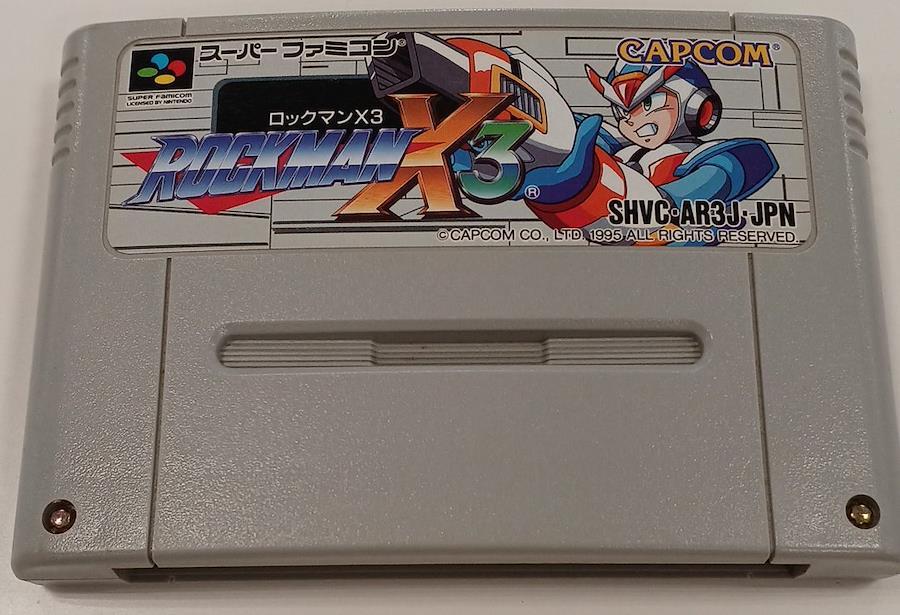 スーパーファミコン®
CAPCOM®
SUPER FAMICOM
LICENSED BY NINTENDO
ロックマンX3
ROCKMAN X3®
SHVC-AR3J-JPN
©CAPCOM CO., LTD. 1995 ALL RIGHTS RESERVED.